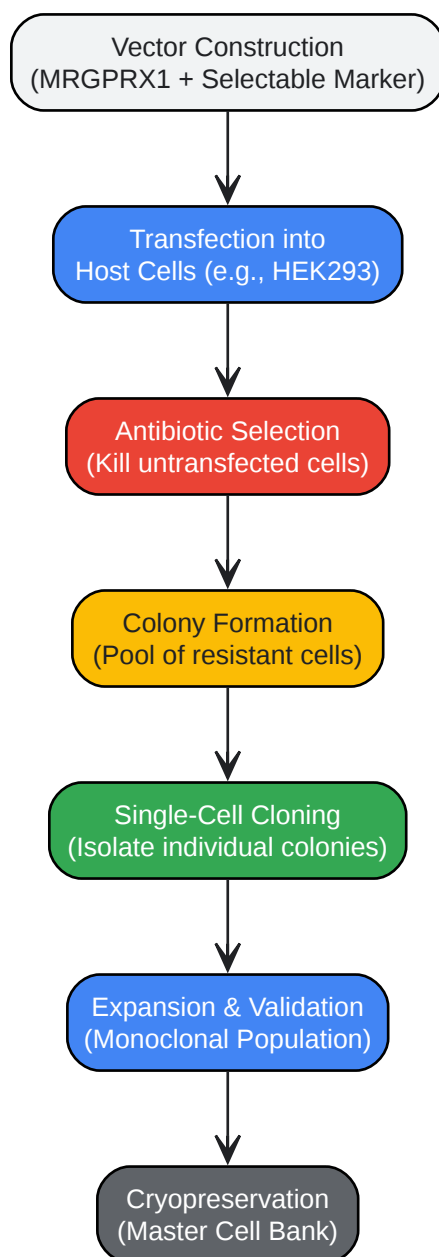 Vector Construction
(MRGPRX1 + Selectable Marker)
Transfection into
Host Cells (e.g., HEK293)
Antibiotic Selection
(Kill untransfected cells)
Colony Formation
(Pool of resistant cells)
Single-Cell Cloning
(Isolate individual colonies)
Expansion & Validation
(Monoclonal Population)
Cryopreservation
(Master Cell Bank)